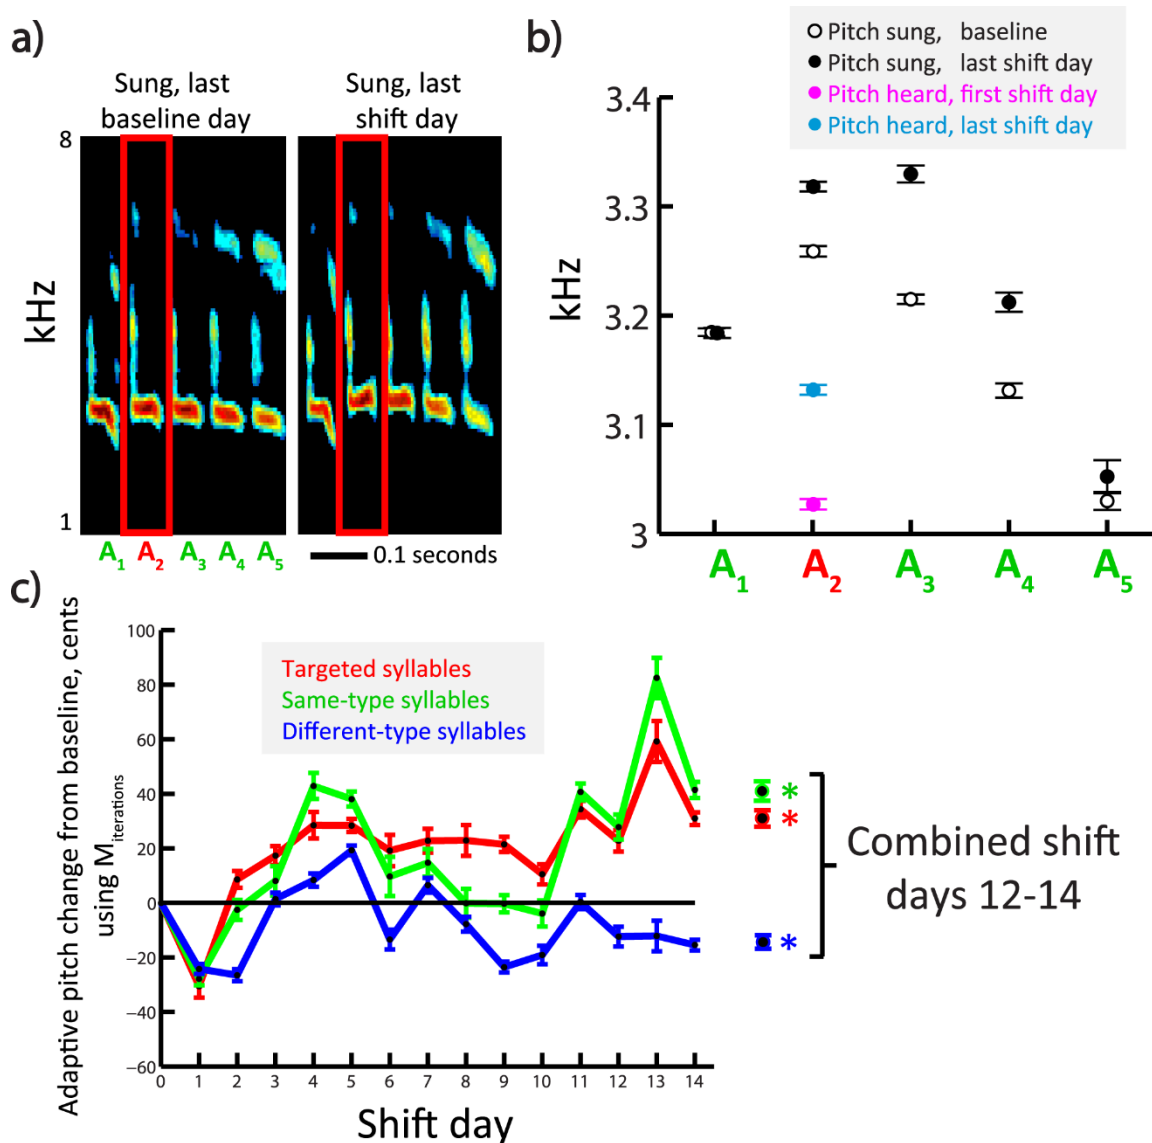 a)
Sung, last
baseline day
Sung, last
shift day
8
kHz
1
A1 A2 A3 A4 A5
0.1 seconds
b)
Pitch sung, baseline
Pitch sung, last shift day
Pitch heard, first shift day
Pitch heard, last shift day
kHz
3.4
3.3
3.2
3.1
3
A1 A2 A3 A4 A5
c)
Adaptive pitch change from baseline, cents
using Miterations
100
80
60
40
20
0
−20
−40
−60
Targeted syllables
Same-type syllables
Different-type syllables
0 1 2 3 4 5 6 7 8 9 10 11 12 13 14
Shift day
*
*
*
Combined shift
days 12-14